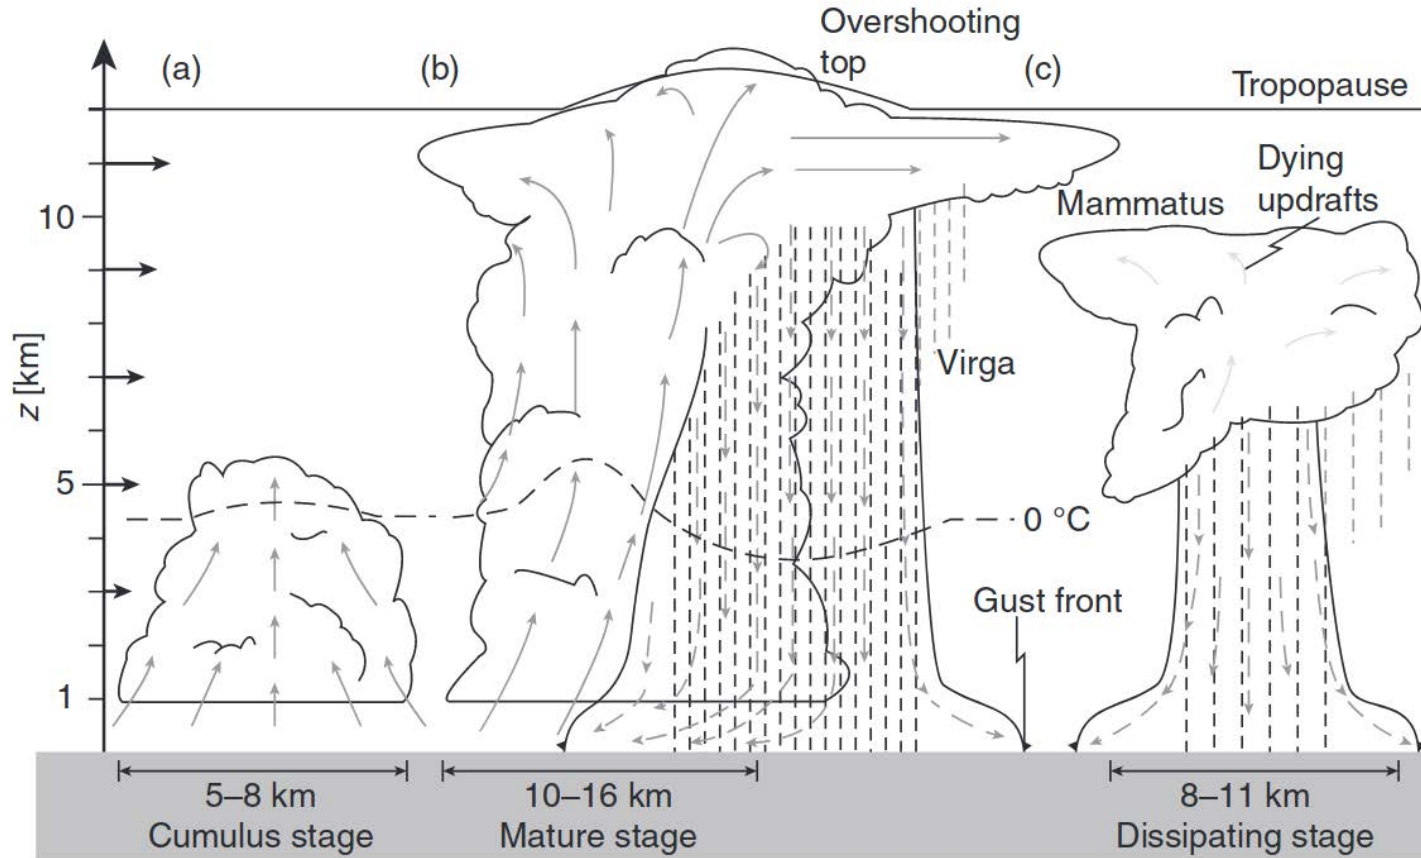 Overshooting
top
(a)
(b)
(c)
Tropopause
Dying
updrafts
Mammatus
10
z [km]
Virga
5
0 °C
Gust front
1
5–8 km
10–16 km
8–11 km
Cumulus stage
Mature stage
Dissipating stage